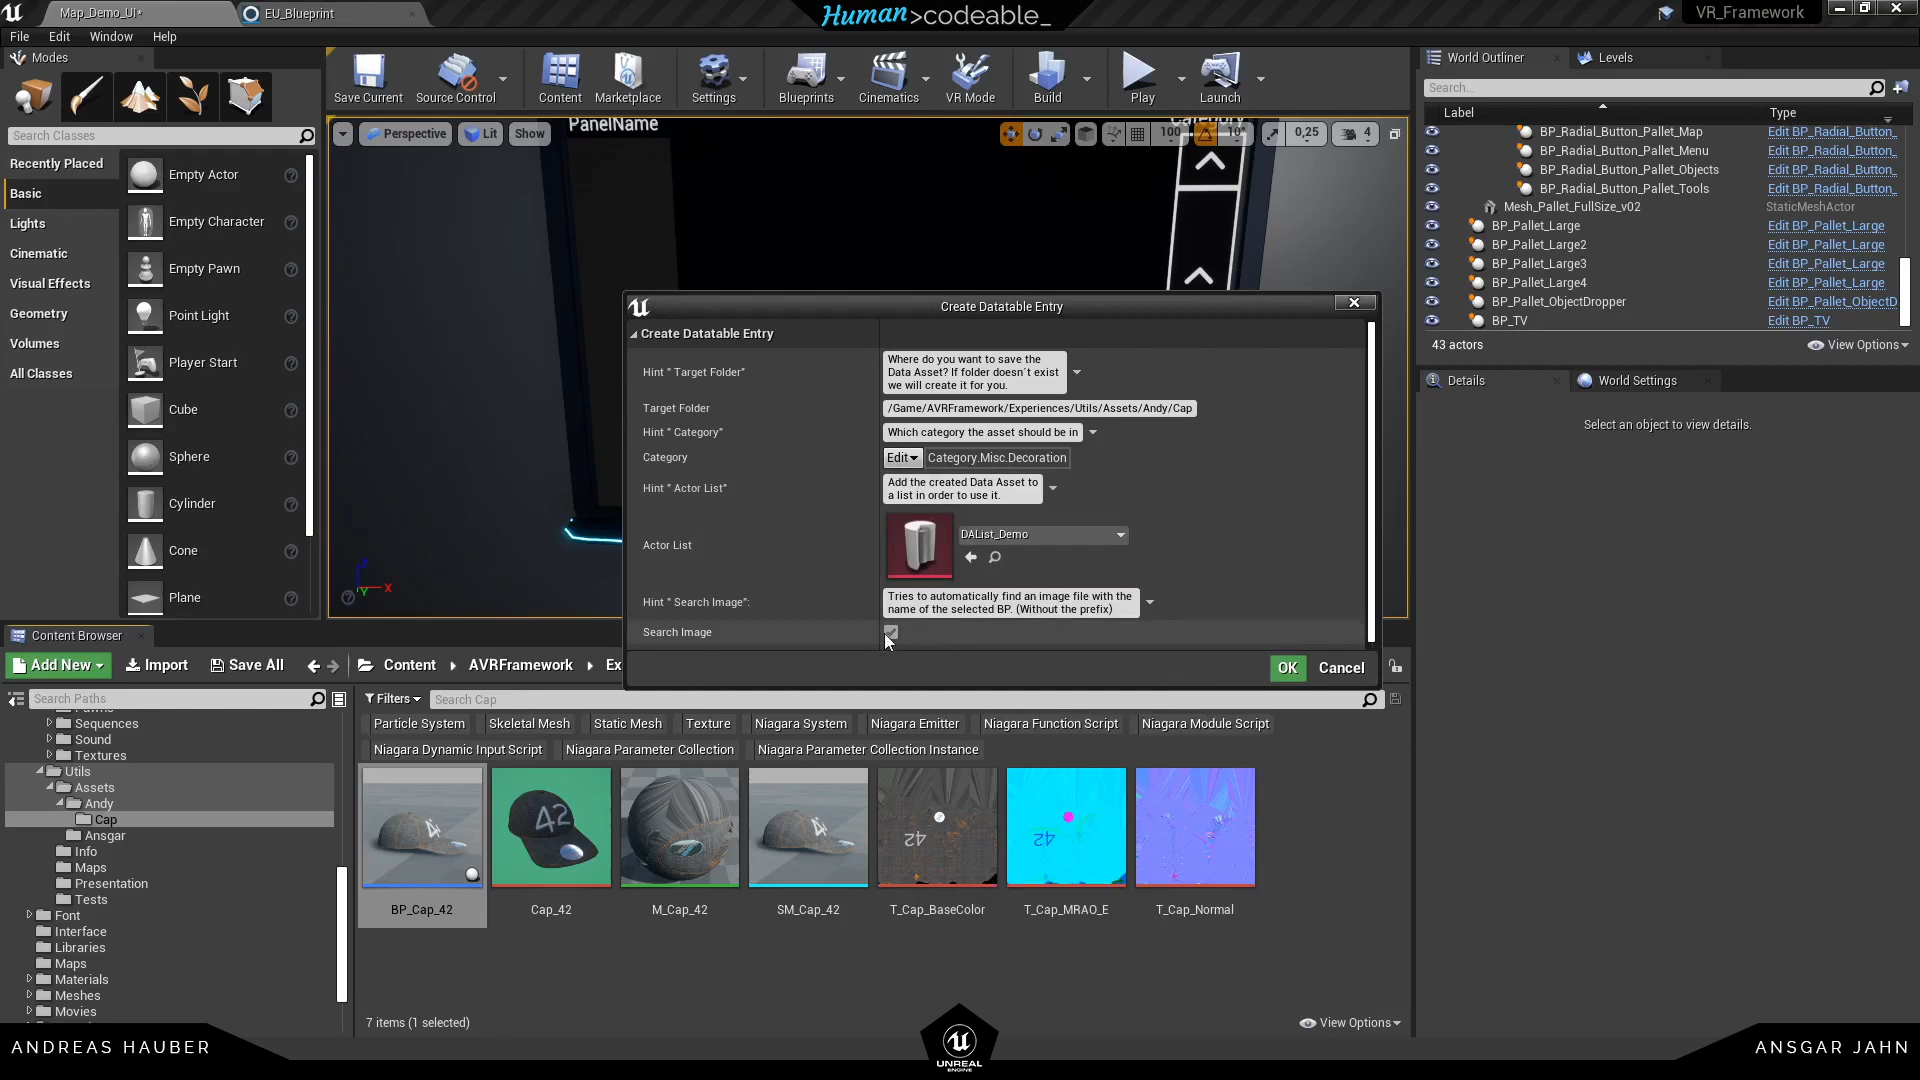 Map_Demo_UI*
EU_Blueprint
Human>codeable_
VR_Framework
File
Edit
Window
Help
Modes
Search Classes
Recently Placed
Basic
Lights
Cinematic
Visual Effects
Geometry
Volumes
All Classes
Empty Actor
Empty Character
Empty Pawn
Point Light
Player Start
Cube
Sphere
Cylinder
Cone
Plane
Save Current
Source Control
Content
Marketplace
Settings
Blueprints
Cinematics
VR Mode
Build
Play
Launch
Perspective
Lit
Show
PanelName
Category
100
10°
0,25
4
X
Y
World Outliner
Levels
Search...
Label
Type
BP_Radial_Button_Pallet_Map
Edit BP_Radial_Button_
BP_Radial_Button_Pallet_Menu
Edit BP_Radial_Button_
BP_Radial_Button_Pallet_Objects
Edit BP_Radial_Button_
BP_Radial_Button_Pallet_Tools
Edit BP_Radial_Button_
Mesh_Pallet_FullSize_v02
StaticMeshActor
BP_Pallet_Large
Edit BP_Pallet_Large
BP_Pallet_Large2
Edit BP_Pallet_Large
BP_Pallet_Large3
Edit BP_Pallet_Large
BP_Pallet_Large4
Edit BP_Pallet_Large
BP_Pallet_ObjectDropper
Edit BP_Pallet_ObjectD
BP_TV
Edit BP_TV
43 actors
View Options
Details
World Settings
Select an object to view details.
Create Datatable Entry
Create Datatable Entry
Hint " Target Folder"
Where do you want to save the
Data Asset? If folder doesn´t exist
we will create it for you.
Target Folder
/Game/AVRFramework/Experiences/Utils/Assets/Andy/Cap
Hint " Category"
Which category the asset should be in
Category
Edit
Category.Misc.Decoration
Hint " Actor List"
Add the created Data Asset to
a list in order to use it.
Actor List
DAList_Demo
Hint " Search Image":
Tries to automatically find an image file with the
name of the selected BP. (Without the prefix)
Search Image
OK
Cancel
Content Browser
Add New
Import
Save All
Content
AVRFramework
Ex
Search Paths
Filters
Search Cap
Particle System
Skeletal Mesh
Static Mesh
Texture
Niagara System
Niagara Emitter
Niagara Function Script
Niagara Module Script
Niagara Dynamic Input Script
Niagara Parameter Collection
Niagara Parameter Collection Instance
Sequences
Sound
Textures
Utils
Assets
Andy
Cap
Ansgar
Info
Maps
Presentation
Tests
Font
Interface
Libraries
Maps
Materials
Meshes
Movies
42
42
42
BP_Cap_42
Cap_42
M_Cap_42
SM_Cap_42
T_Cap_BaseColor
T_Cap_MRAO_E
T_Cap_Normal
7 items (1 selected)
View Options
ANDREAS HAUBER
UNREAL
ENGINE
ANSGAR JAHN